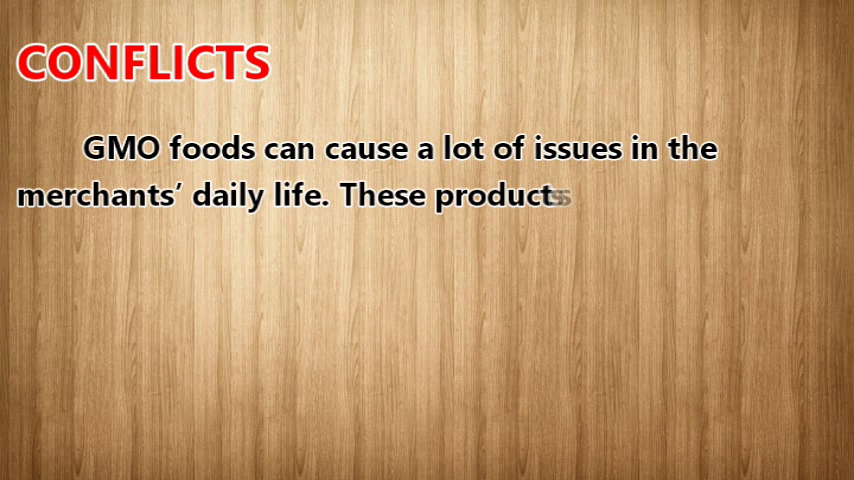 CONFLICTS
GMO foods can cause a lot of issues in the
merchants’ daily life. These products